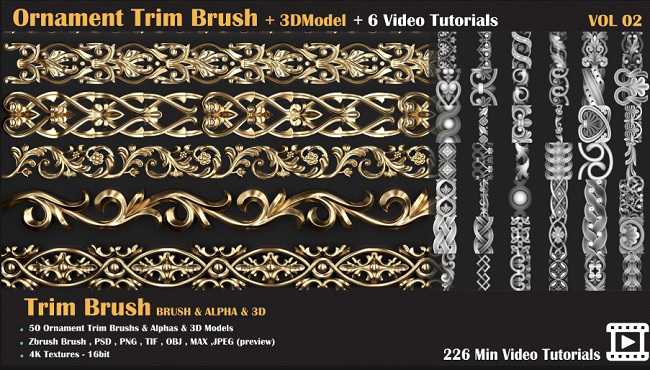 Ornament Trim Brush + 3DModel + 6 Video Tutorials VOL 02
Trim Brush BRUSH & ALPHA & 3D
50 Ornament Trim Brushs & Alphas & 3D Models
Zbrush Brush , PSD , PNG , TIF , OBJ , MAX ,JPEG (preview)
4K Textures - 16bit
226 Min Video Tutorials